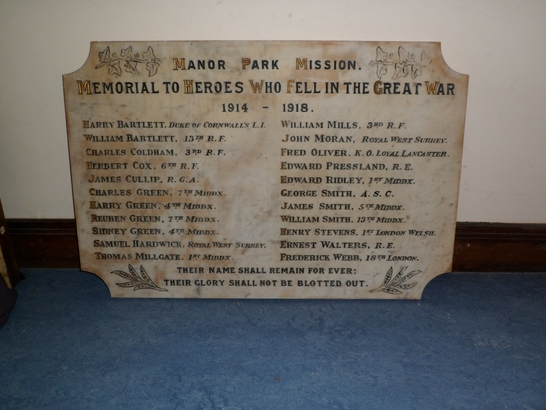 MANOR PARK MISSION.
MEMORIAL TO HEROES WHO FELL IN THE GREAT WAR
1914 - 1918.
HARRY BARTLETT, DUKE OF CORNWALL'S L.I.
WILLIAM BARTLETT, 13TH R.F.
CHARLES COLDHAM, 3RD R.F.
HERBERT COX, 6TH R.F.
JAMES CULLIP, R.G.A.
CHARLES GREEN, 7TH MIDDX.
HARRY GREEN, 4TH MIDDX.
REUBEN GREEN, 7TH MIDDX.
SIDNEY GREEN, 4TH MIDDX.
SAMUEL HARDWICK, ROYAL WEST SURREY.
THOMAS MILLGATE, 1ST MIDDX.
WILLIAM MILLS, 3RD R.F.
JOHN MORAN, ROYAL WEST SURREY.
FRED OLIVER, K.O. LOYAL LANCASTER.
EDWARD PRESSLAND, R.E.
EDWARD RIDLEY, 1ST MIDDX.
GEORGE SMITH, A.S.C.
JAMES SMITH, 5TH MIDDX.
WILLIAM SMITH, 13TH MIDDX.
HENRY STEVENS, 1ST LONDON WELSH.
ERNEST WALTERS, R.E.
FREDERICK WEBB, 18TH LONDON.
THEIR NAME SHALL REMAIN FOR EVER:
THEIR GLORY SHALL NOT BE BLOTTED OUT.